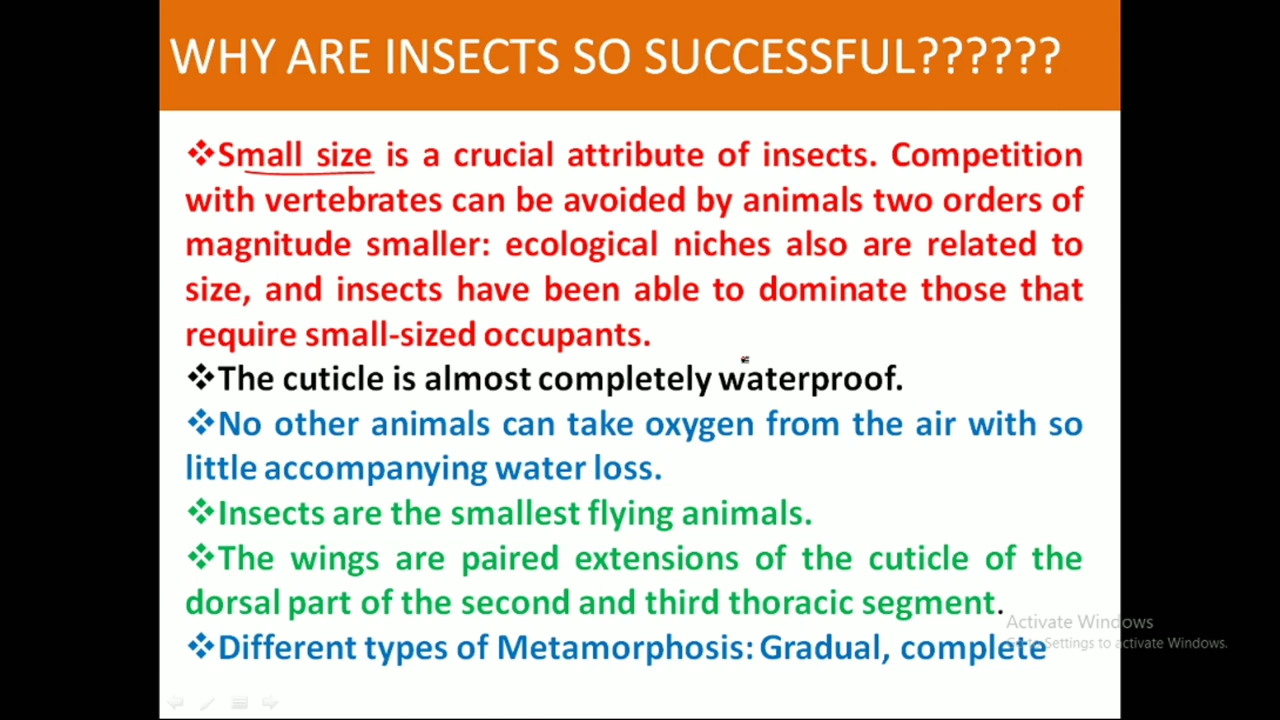 WHY ARE INSECTS SO SUCCESSFUL??????
❖Small size is a crucial attribute of insects. Competition
with vertebrates can be avoided by animals two orders of
magnitude smaller: ecological niches also are related to
size, and insects have been able to dominate those that
require small-sized occupants.
❖The cuticle is almost completely waterproof.
❖No other animals can take oxygen from the air with so
little accompanying water loss.
❖Insects are the smallest flying animals.
❖The wings are paired extensions of the cuticle of the
dorsal part of the second and third thoracic segment.
❖Different types of Metamorphosis: Gradual, complete
Activate Windows
Go to Settings to activate Windows.